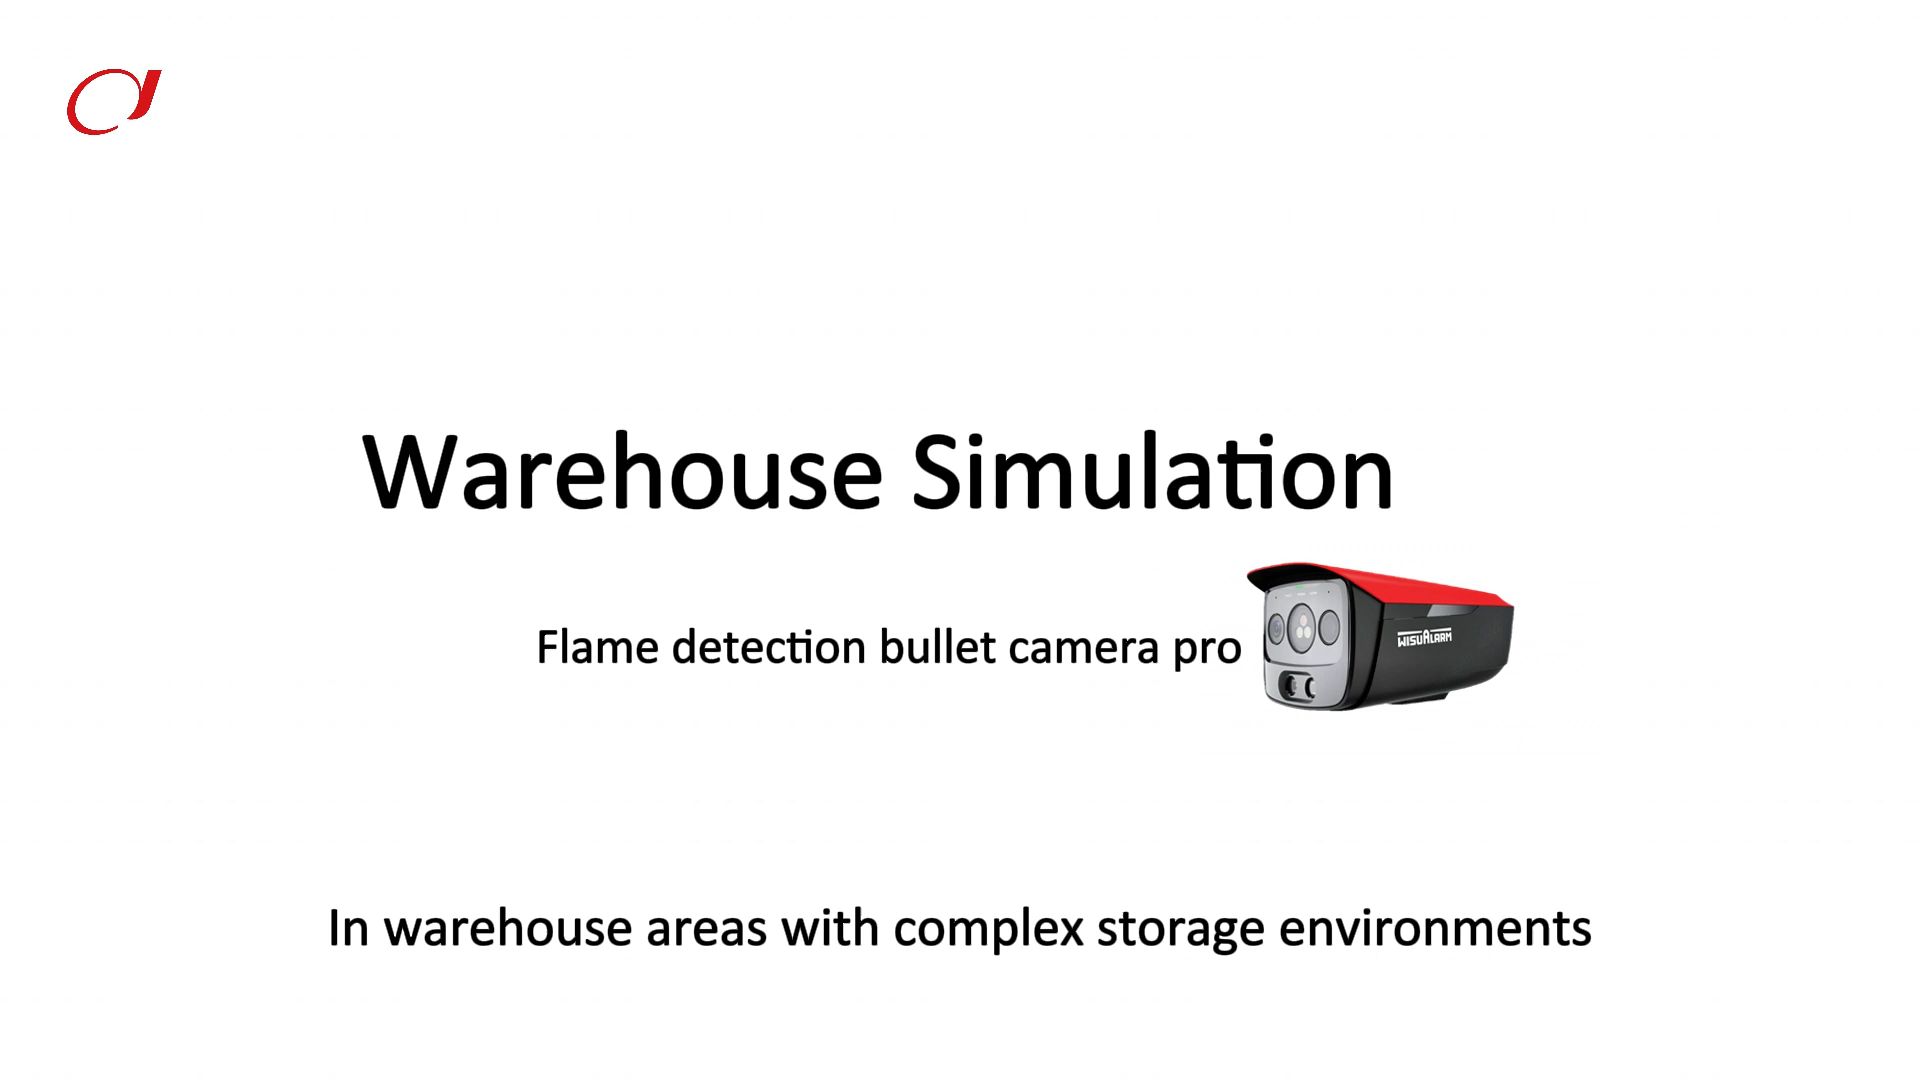 Warehouse Simulation
Flame detection bullet camera pro
WISUALARM
In warehouse areas with complex storage environments